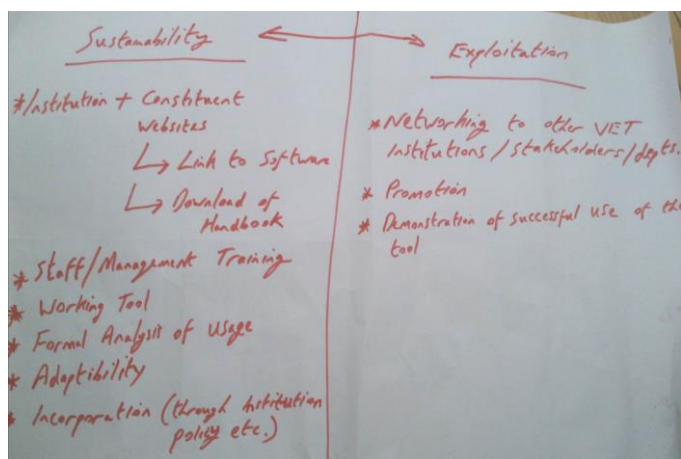 Sustainability
*Institution + Constituent
Websites
↳ Link to Software
↳ Download of
Handbook
* Staff/Management Training
* Working Tool
* Formal Analysis of Usage
* Adaptibility
* Incorporation (through Institution
policy etc.)
Exploitation
*Networking to other VET
Institutions/Stakeholders/depts.
* Promotion
* Demonstration of successful use of the
tool